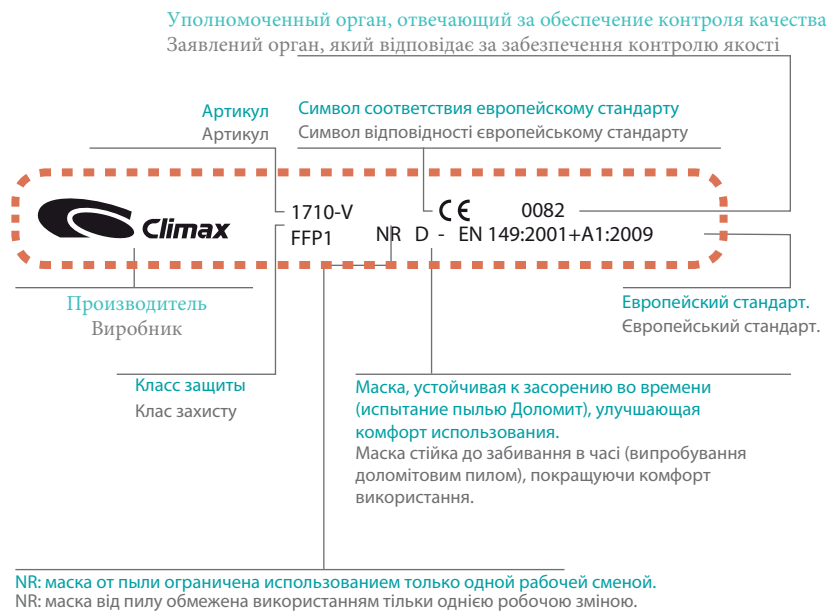 Уполномоченный орган, отвечающий за обеспечение контроля качества
Заявлений орган, який відповідає за забезпечення контролю якості
Артикул
Артикул
Символ соответствия европейскому стандарту
Символ відповідності європейському стандарту
Climax
1710-V
CE
0082
FFP1
NR D - EN 149:2001+A1:2009
Производитель
Виробник
Европейский стандарт.
Європейський стандарт.
Класс защиты
Клас захисту
Маска, устойчивая к засорению во времени
(испытание пылью Доломит), улучшающая
комфорт использования.
Маска стійка до забивання в часі (випробування
доломітовим пилом), покращуючи комфорт
використання.
NR: маска от пыли ограничена использованием только одной рабочей сменой.
NR: маска від пилу обмежена використанням тільки однією робочою зміною.